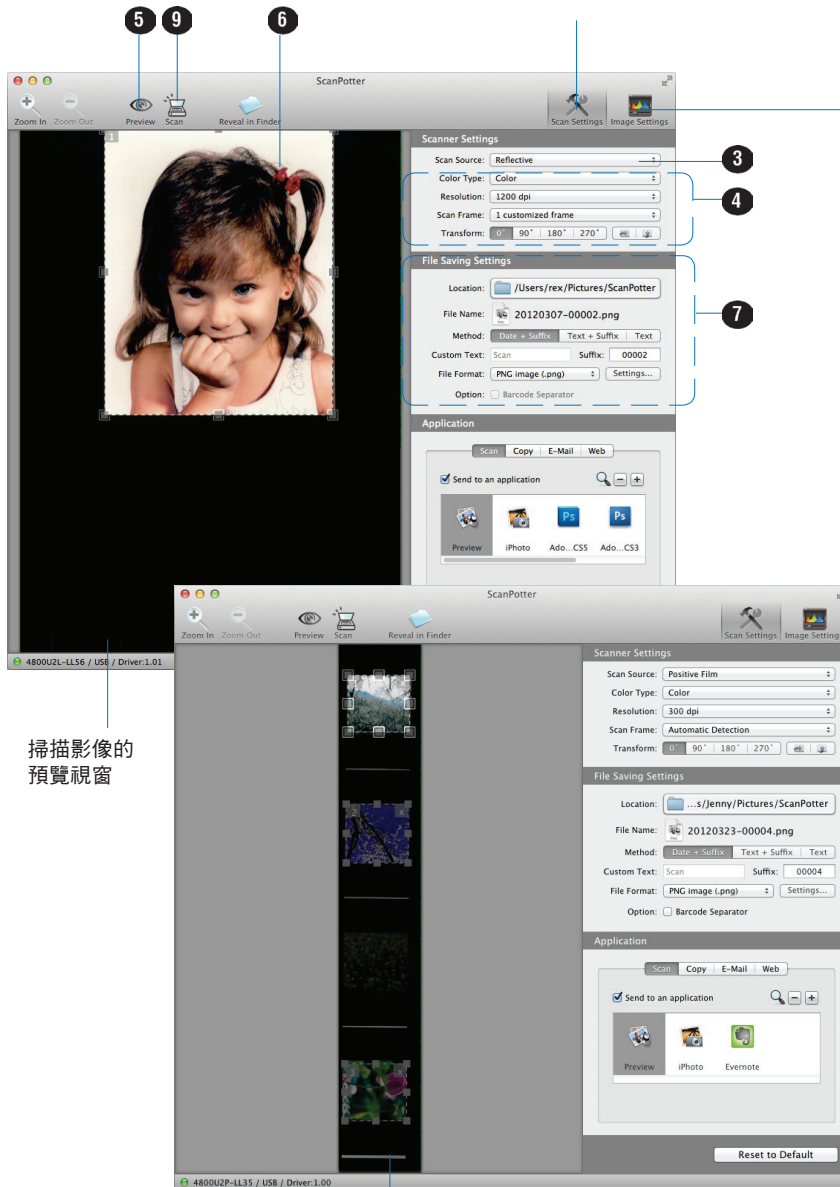 5
9
6
ScanPotter
Zoom In
Zoom Out
Preview
Scan
Reveal in Finder
Scan Settings
Image Settings
1
Scanner Settings
Scan Source: Reflective
3
Color Type: Color
4
Resolution: 1200 dpi
Scan Frame: 1 customized frame
Transform: 0° 90° 180° 270°
File Saving Settings
Location: /Users/rex/Pictures/ScanPotter
7
File Name: 20120307-00002.png
Method: Date + Suffix Text + Suffix Text
Custom Text: Scan Suffix: 00002
File Format: PNG image (.png) Settings...
Option: Barcode Separator
Application
Scan Copy E-Mail Web
Send to an application
Preview
iPhoto
Ps
Ado...CS5
Ps
Ado...CS3
4800U2L-LL56 / USB / Driver:1.01
掃描影像的
預覽視窗
ScanPotter
Zoom In
Zoom Out
Preview
Scan
Reveal in Finder
Scan Settings
Image Setting
Scanner Settings
Scan Source: Positive Film
Color Type: Color
Resolution: 300 dpi
Scan Frame: Automatic Detection
Transform: 0° 90° 180° 270°
2 x
File Saving Settings
Location: ...s/Jenny/Pictures/ScanPotter
File Name: 20120323-00004.png
Method: Date + Suffix Text + Suffix Text
Custom Text: Scan Suffix: 00004
File Format: PNG image (.png) Settings...
Option: Barcode Separator
Application
Scan Copy E-Mail Web
Send to an application
Preview
iPhoto
Evernote
Reset to Default
4800U2P-LL35 / USB / Driver:1.00